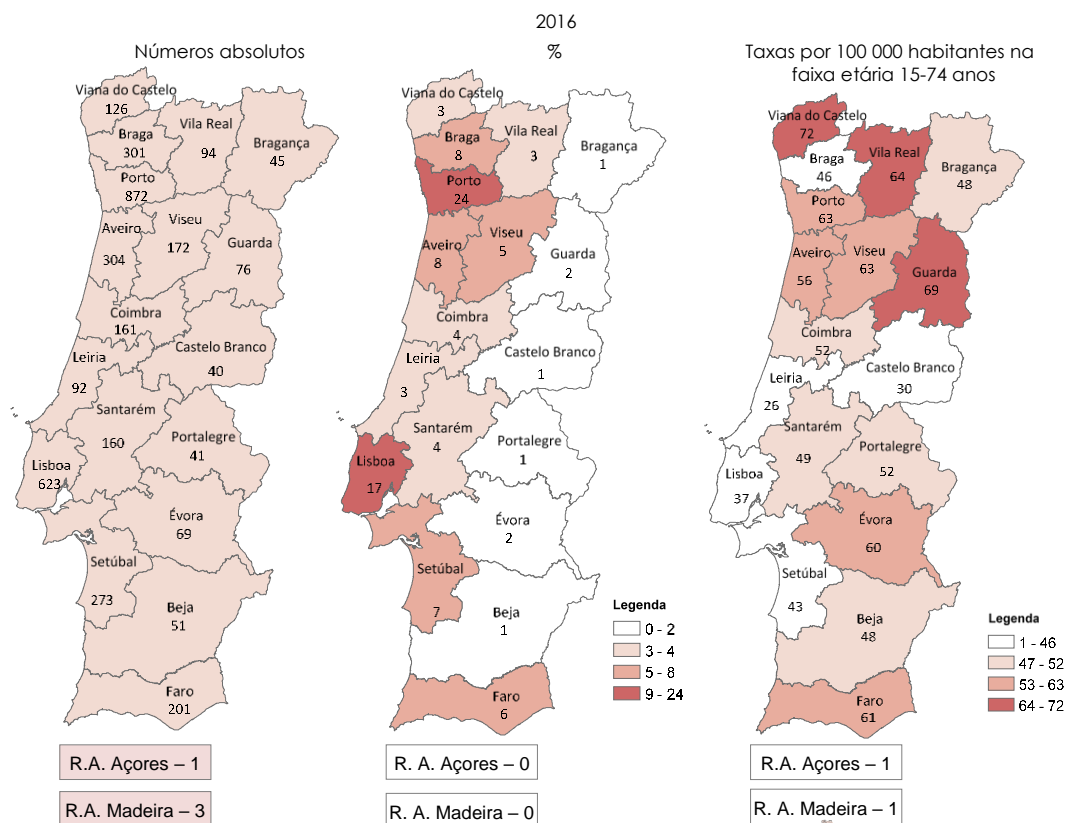 2016
Números absolutos
%
Taxas por 100 000 habitantes na
faixa etária 15-74 anos
Viana do Castelo
126
Braga
301
Vila Real
94
Bragança
45
Porto
872
Aveiro
304
Viseu
172
Guarda
76
Coimbra
161
Castelo Branco
40
Leiria
92
Santarém
160
Portalegre
41
Lisboa
623
Évora
69
Setúbal
273
Beja
51
Faro
201
R.A. Açores – 1
R.A. Madeira – 3
Viana do Castelo
3
Braga
8
Vila Real
3
Bragança
1
Porto
24
Aveiro
8
Viseu
5
Guarda
2
Coimbra
4
Castelo Branco
1
Leiria
3
Santarém
4
Portalegre
1
Lisboa
17
Évora
2
Setúbal
7
Beja
1
Faro
6
Legenda
0 - 2
3 - 4
5 - 8
9 - 24
R. A. Açores – 0
R. A. Madeira – 0
Viana do Castelo
72
Braga
46
Vila Real
64
Bragança
48
Porto
63
Aveiro
56
Viseu
63
Guarda
69
Coimbra
52
Castelo Branco
30
Leiria
26
Santarém
49
Portalegre
52
Lisboa
37
Évora
60
Setúbal
43
Beja
48
Faro
61
Legenda
1 - 46
47 - 52
53 - 63
64 - 72
R. A. Açores – 1
R. A. Madeira – 1